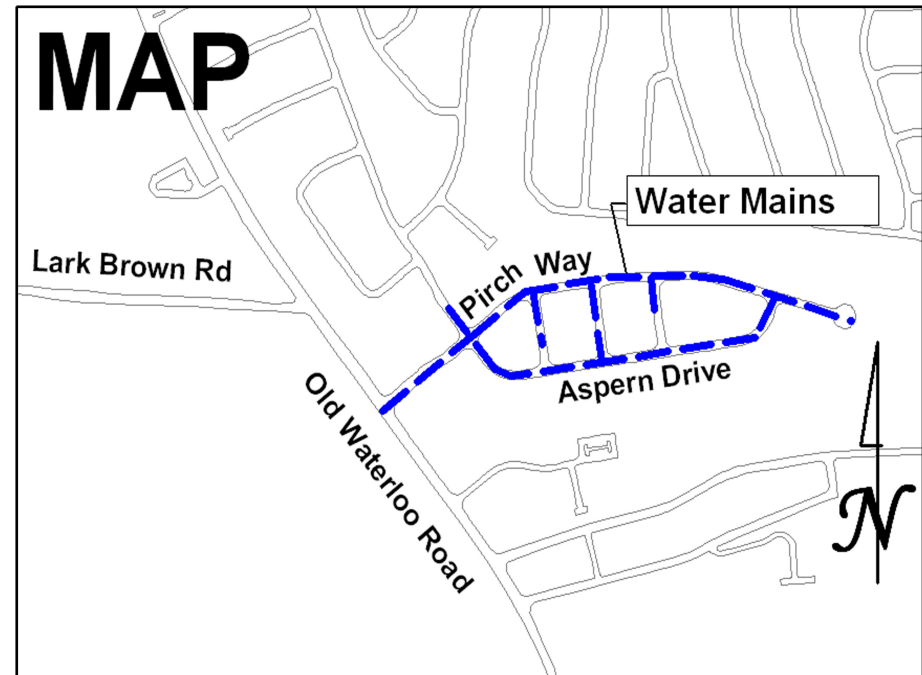 MAP
Water Mains
Lark Brown Rd
Pirch Way
Aspern Drive
Old Waterloo Road
N